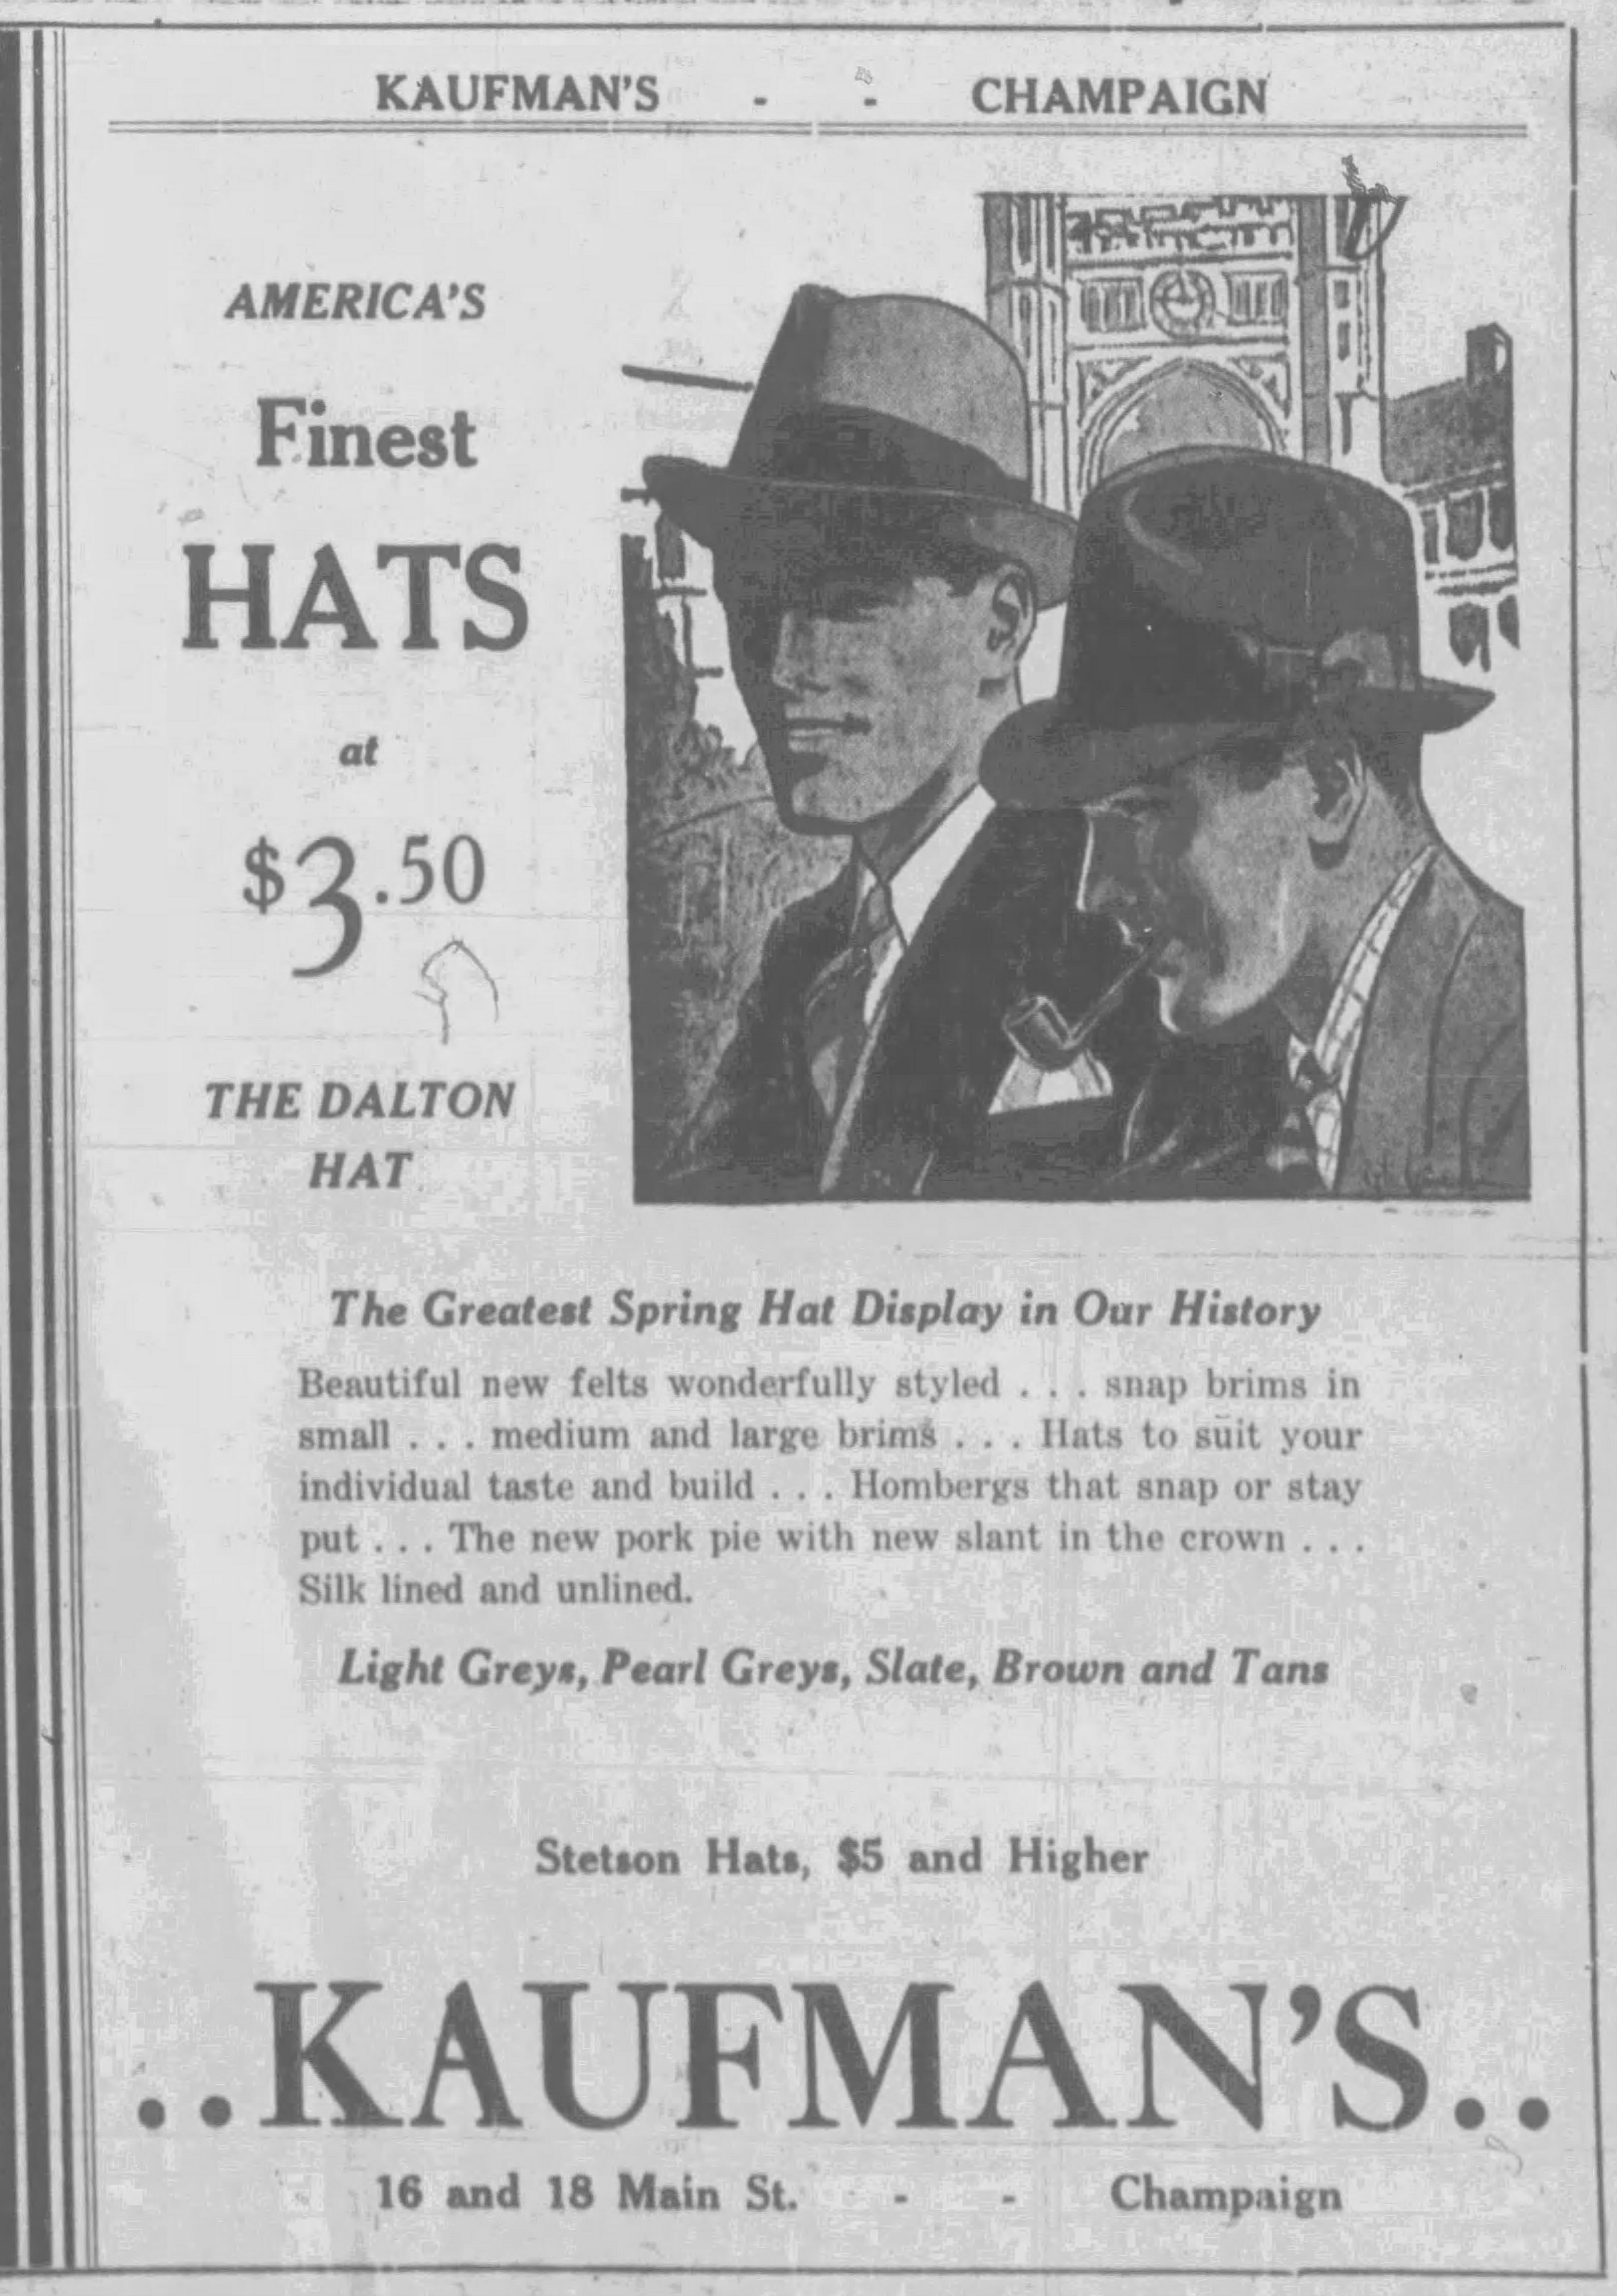 KAUFMAN'S - - CHAMPAIGN
AMERICA'S
Finest
HATS
at
$3.50
THE DALTON
HAT
The Greatest Spring Hat Display in Our History
Beautiful new felts wonderfully styled . . . snap brims in
small . . . medium and large brims . . . Hats to suit your
individual taste and build . . . Hombergs that snap or stay
put . . . The new pork pie with new slant in the crown . . .
Silk lined and unlined.
Light Greys, Pearl Greys, Slate, Brown and Tans
Stetson Hats, $5 and Higher
..KAUFMAN'S..
16 and 18 Main St. - - Champaign